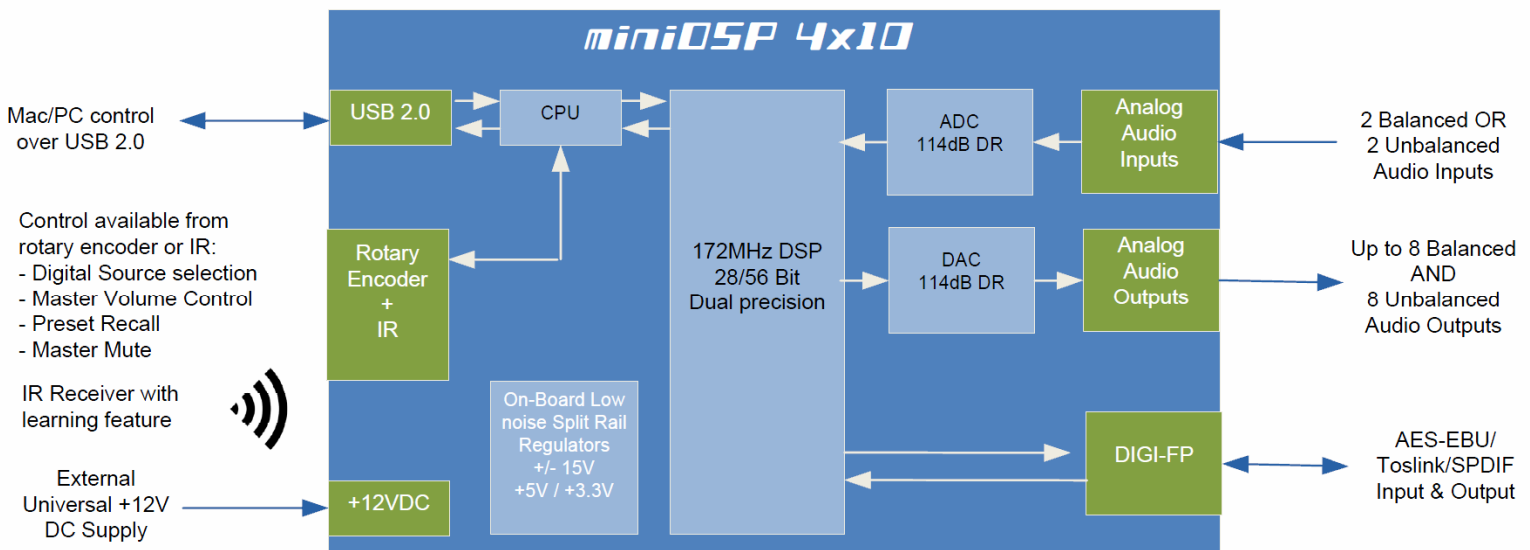 miniDSP 4x10
Mac/PC control
over USB 2.0
USB 2.0
CPU
ADC
114dB DR
Analog
Audio
Inputs
2 Balanced OR
2 Unbalanced
Audio Inputs
Control available from
rotary encoder or IR:
- Digital Source selection
- Master Volume Control
- Preset Recall
- Master Mute
Rotary
Encoder
+
IR
172MHz DSP
28/56 Bit
Dual precision
DAC
114dB DR
Analog
Audio
Outputs
Up to 8 Balanced
AND
8 Unbalanced
Audio Outputs
IR Receiver with
learning feature
On-Board Low
noise Split Rail
Regulators
+/- 15V
+5V / +3.3V
DIGI-FP
AES-EBU/
Toslink/SPDIF
Input & Output
External
Universal +12V
DC Supply
+12VDC